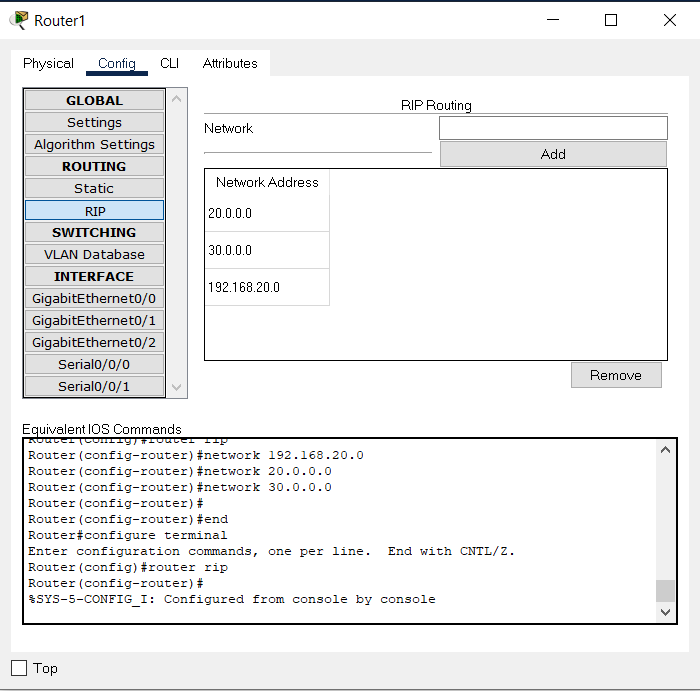 Router1
Physical Config CLI Attributes
GLOBAL
Settings
Algorithm Settings
ROUTING
Static
RIP
SWITCHING
VLAN Database
INTERFACE
GigabitEthernet0/0
GigabitEthernet0/1
GigabitEthernet0/2
Serial0/0/0
Serial0/0/1
RIP Routing
Network
Add
Network Address
20.0.0.0
30.0.0.0
192.168.20.0
Remove
Equivalent IOS Commands
Router(config)#router rip
Router(config-router)#network 192.168.20.0
Router(config-router)#network 20.0.0.0
Router(config-router)#network 30.0.0.0
Router(config-router)#
Router(config-router)#end
Router#configure terminal
Enter configuration commands, one per line.  End with CNTL/Z.
Router(config)#router rip
Router(config-router)#
%SYS-5-CONFIG_I: Configured from console by console
Top